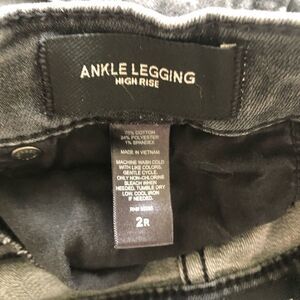 ANKLE LEGGING
HIGH RISE
75% COTTON
24% POLYESTER
1% SPANDEX
MADE IN VIETNAM
MACHINE WASH COLD
WITH LIKE COLORS,
GENTLE CYCLE.
ONLY NON-CHLORINE
BLEACH WHEN
NEEDED. TUMBLE DRY
LOW. COOL IRON
IF NEEDED.
RN#
2R